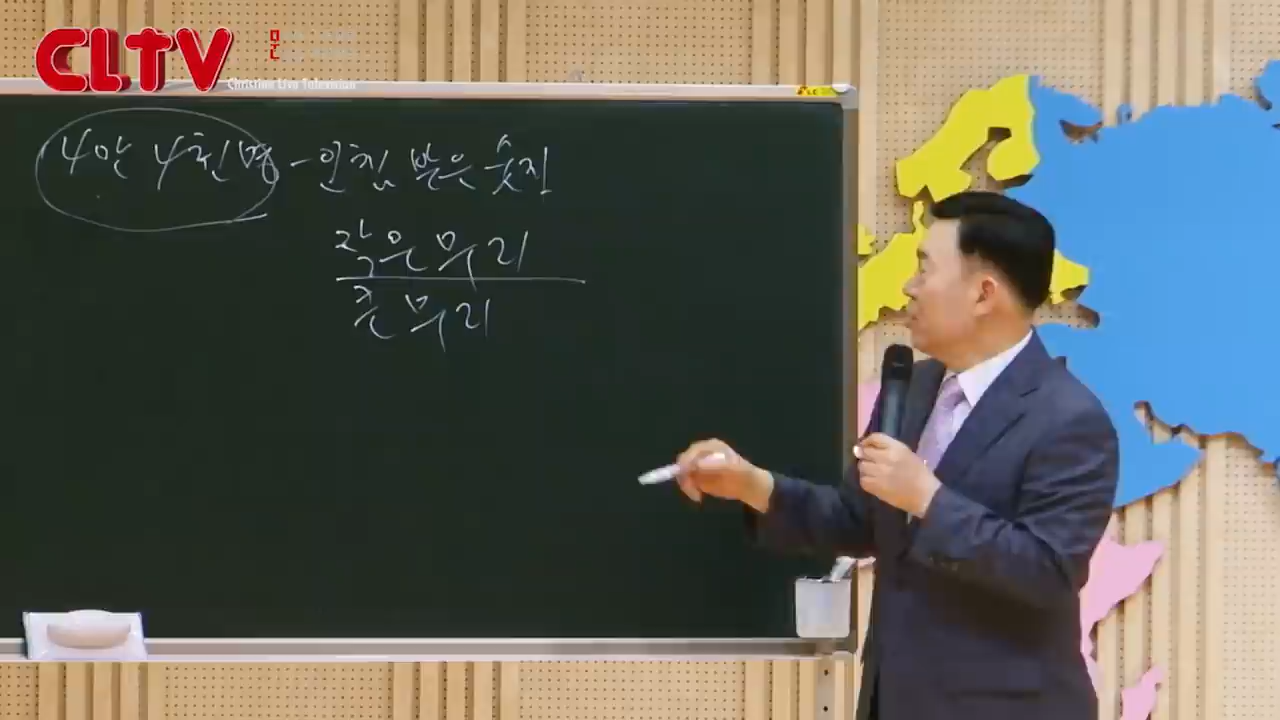 CLTV
Christian Live Television
4만 4천명 - 인침 받은 숫자
작은 무리
큰 무리